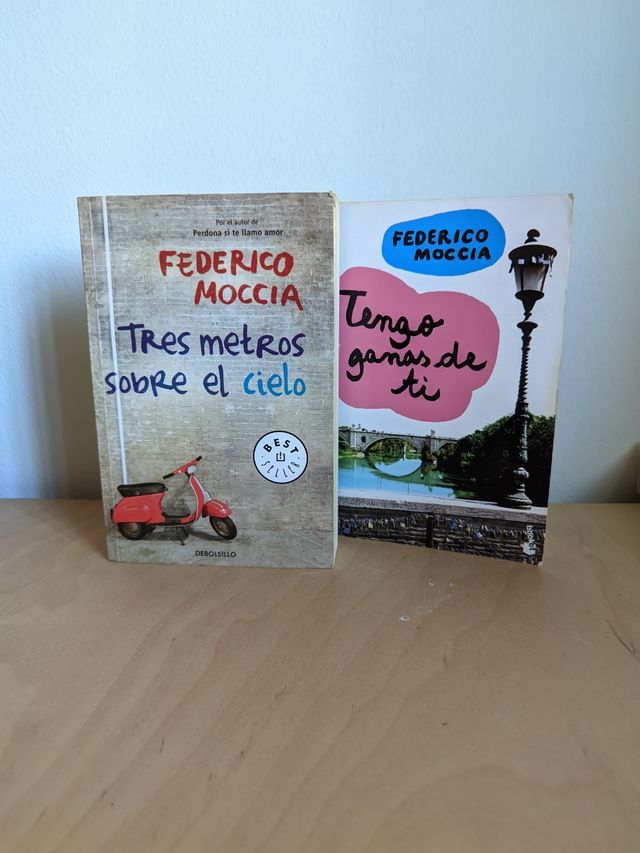 Por el autor de
Perdona si te llamo amor
FEDERICO
MOCCIA
TRes metROS
sobRe el cielo
BEST
SELLER
DEBOLSILLO
FEDERICO
MOCCIA
Tengo
ganas de
ti
booket